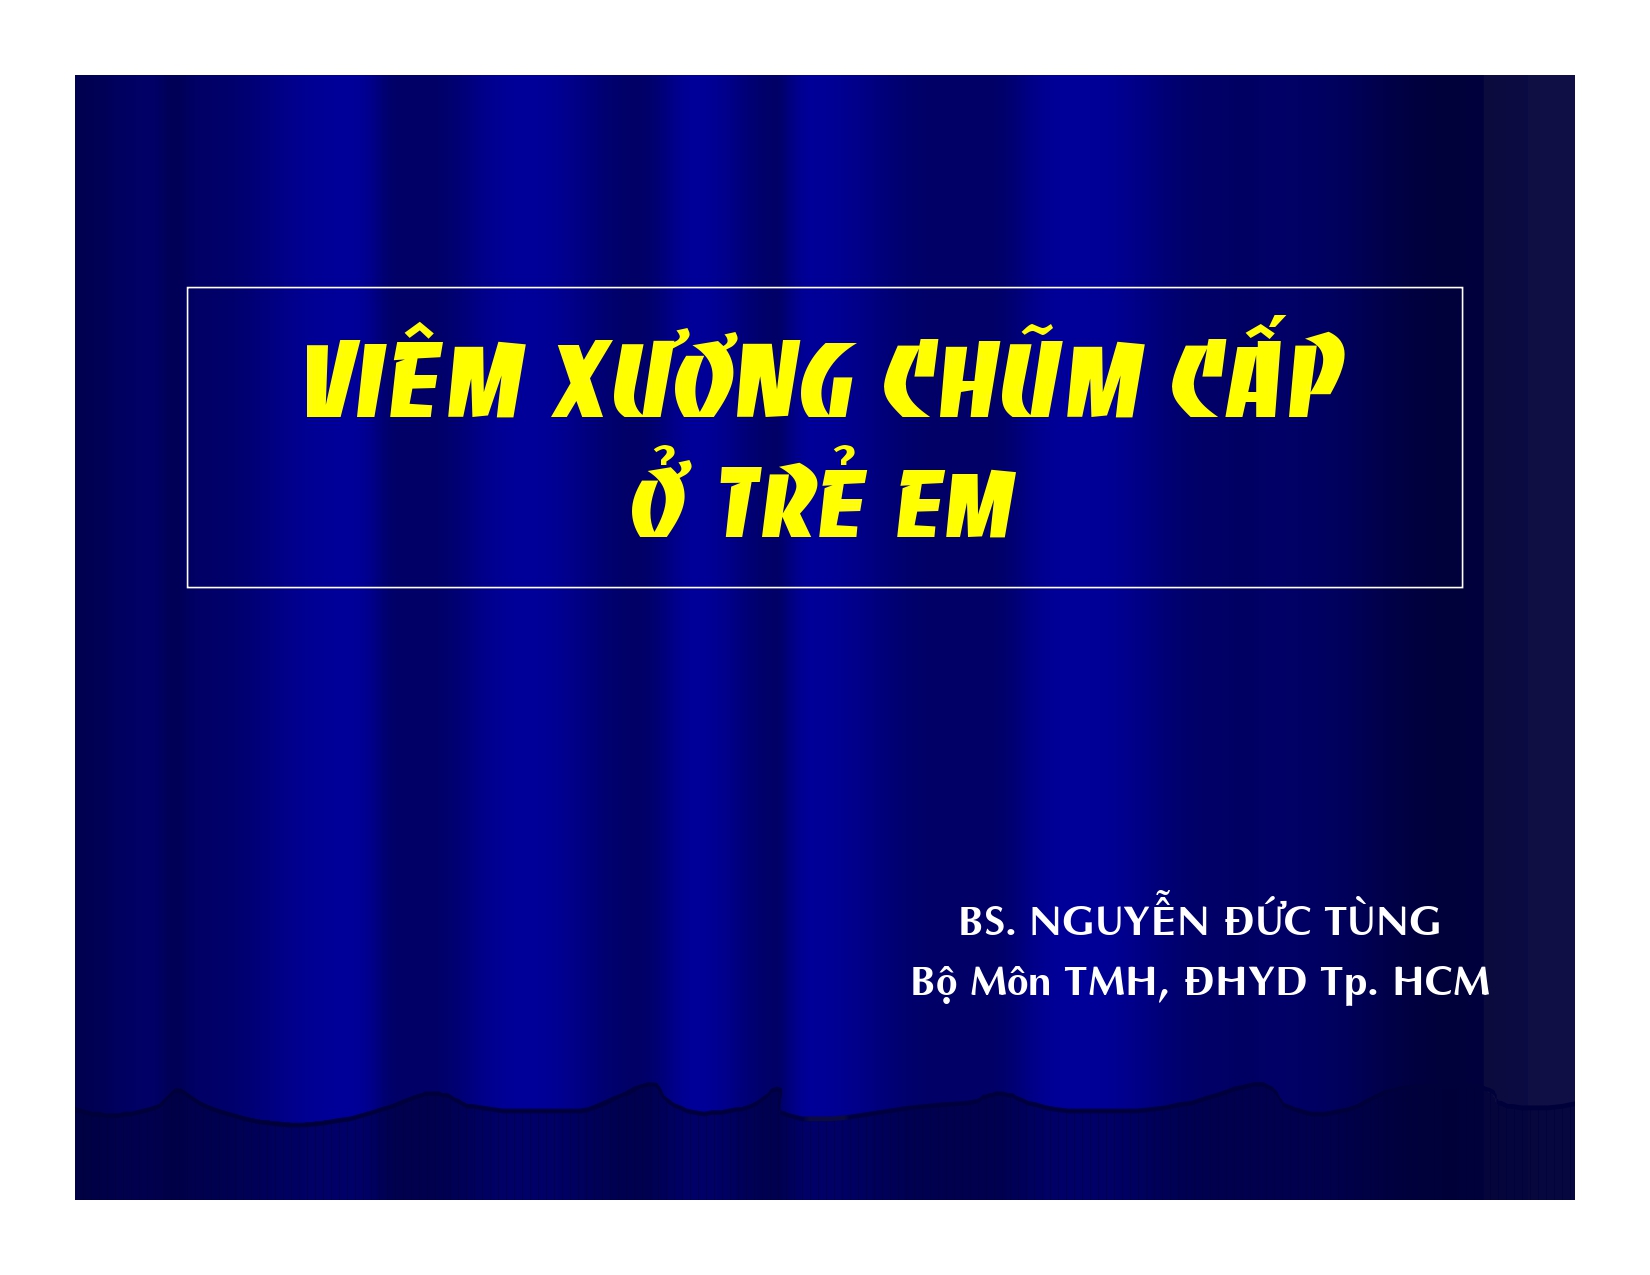 VIÊM XƯƠNG CHŨM CẤP
Ở TRẺ EM
BS. NGUYỄN ĐỨC TÙNG
Bộ Môn TMH, ĐHYD Tp. HCM